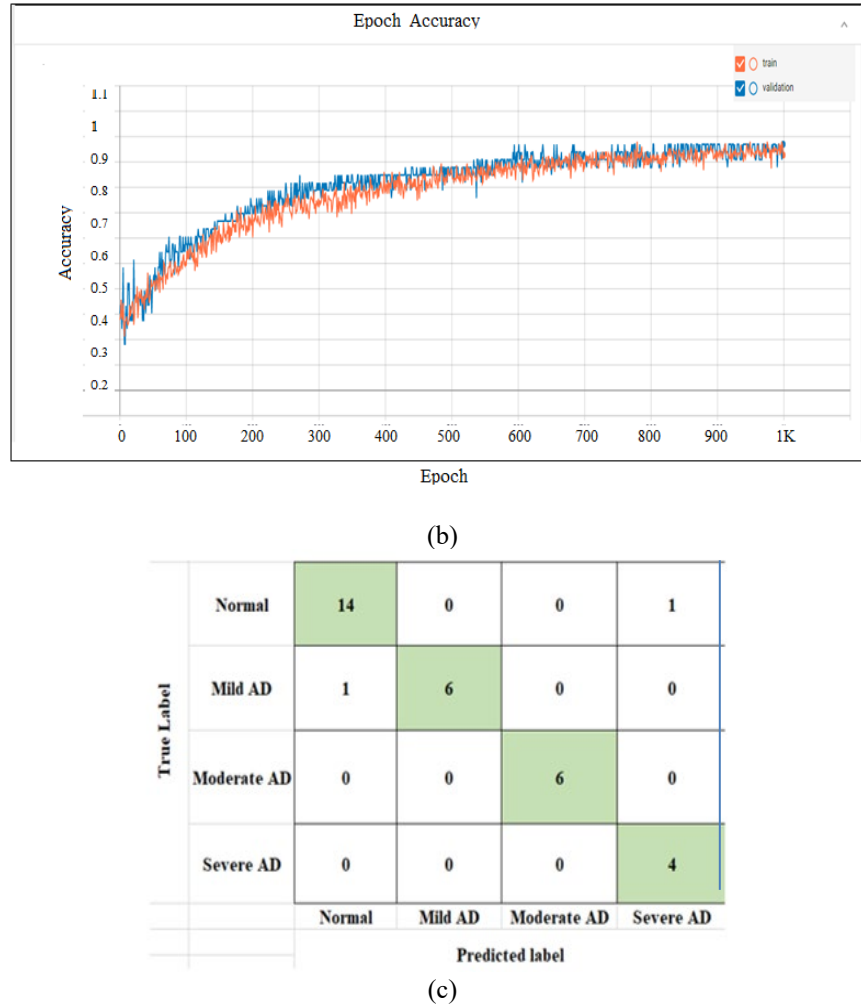 Epoch Accuracy
train
validation
1.1
1
0.9
0.8
0.7
0.6
0.5
0.4
0.3
0.2
Accuracy
0 100 200 300 400 500 600 700 800 900 1K
Epoch
(b)
True Label
Normal 14 0 0 1
Mild AD 1 6 0 0
Moderate AD 0 0 6 0
Severe AD 0 0 0 4
Normal Mild AD Moderate AD Severe AD
Predicted label
(c)